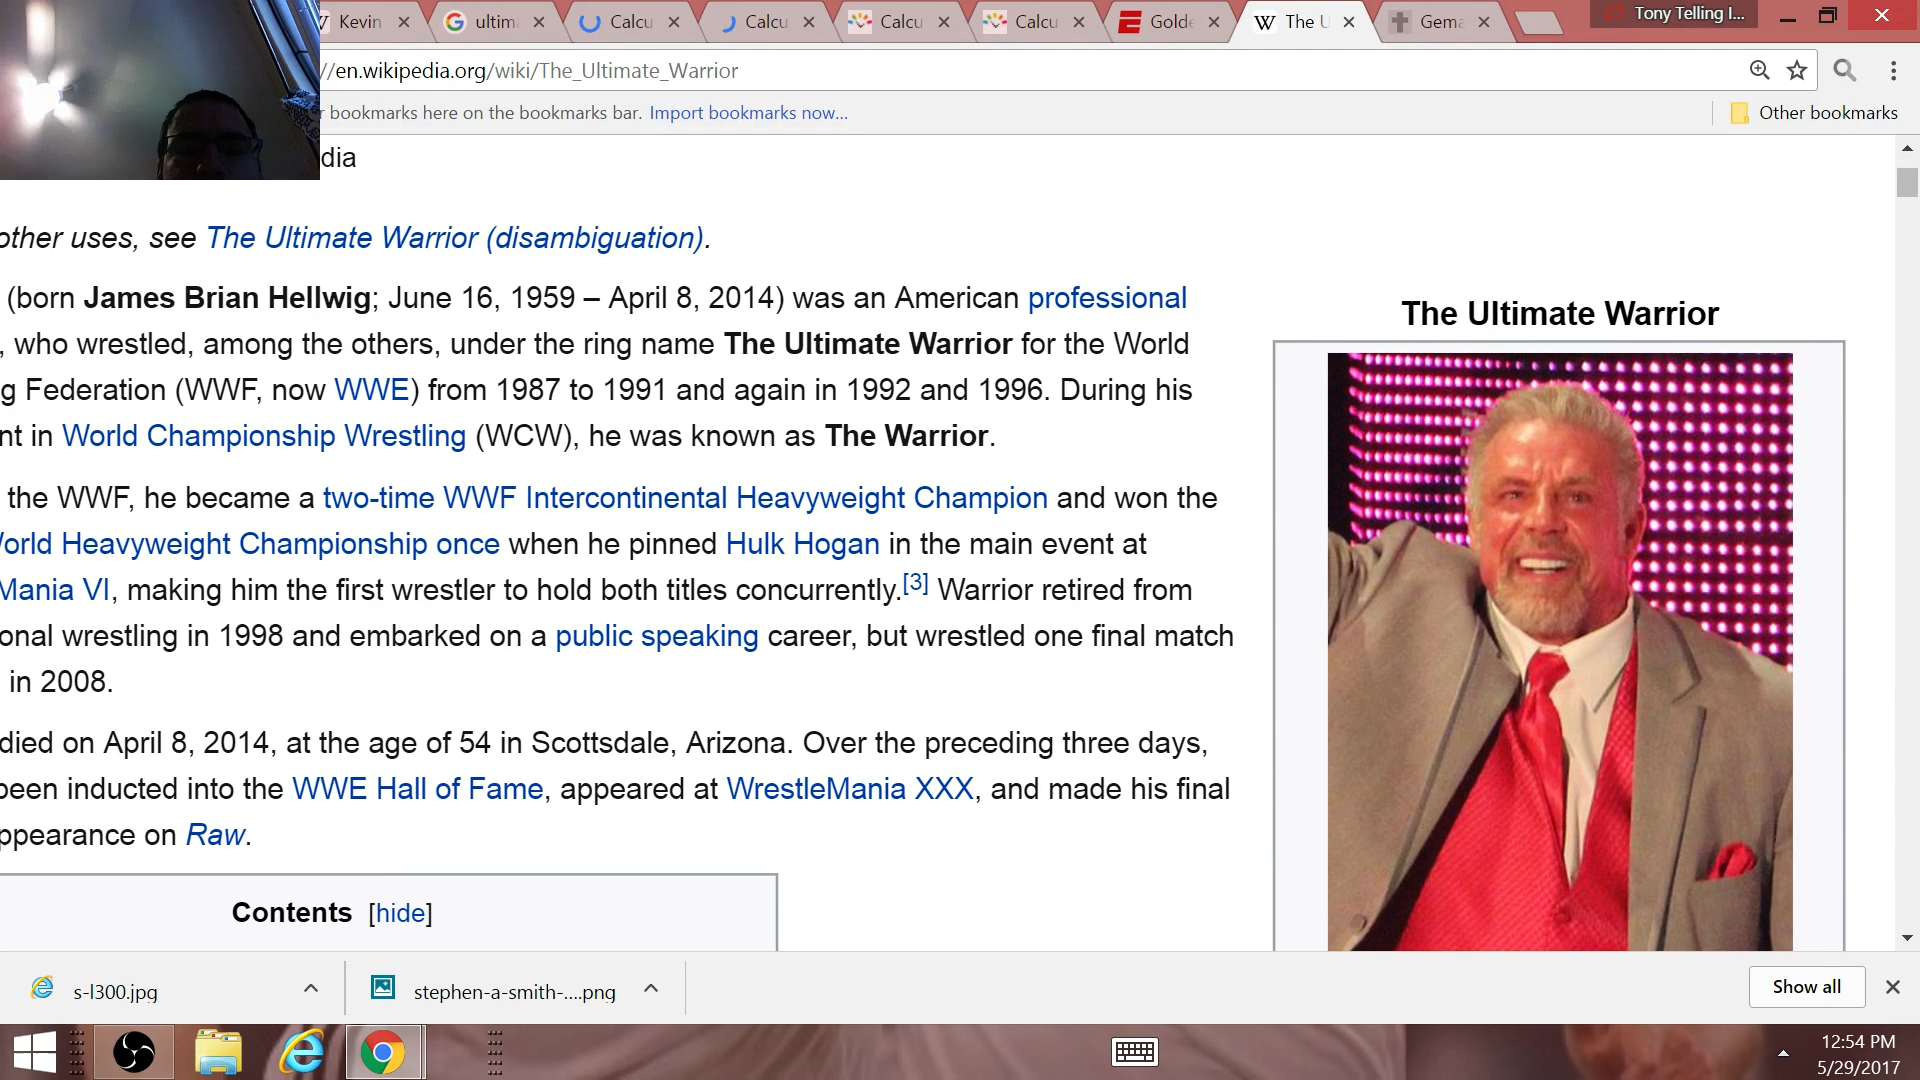 Kevin
ultim
Calcu
Calcu
Calcu
Calcu
Golde
The U
Gema
Tony Telling I...
//en.wikipedia.org/wiki/The_Ultimate_Warrior
bookmarks here on the bookmarks bar. Import bookmarks now...
Other bookmarks
dia
other uses, see The Ultimate Warrior (disambiguation).
(born James Brian Hellwig; June 16, 1959 – April 8, 2014) was an American professional
, who wrestled, among the others, under the ring name The Ultimate Warrior for the World
g Federation (WWF, now WWE) from 1987 to 1991 and again in 1992 and 1996. During his
nt in World Championship Wrestling (WCW), he was known as The Warrior.
the WWF, he became a two-time WWF Intercontinental Heavyweight Champion and won the
orld Heavyweight Championship once when he pinned Hulk Hogan in the main event at
Mania VI, making him the first wrestler to hold both titles concurrently.[3] Warrior retired from
onal wrestling in 1998 and embarked on a public speaking career, but wrestled one final match
in 2008.
died on April 8, 2014, at the age of 54 in Scottsdale, Arizona. Over the preceding three days,
been inducted into the WWE Hall of Fame, appeared at WrestleMania XXX, and made his final
ppearance on Raw.
Contents [hide]
The Ultimate Warrior
s-l300.jpg
stephen-a-smith-....png
Show all
12:54 PM
5/29/2017